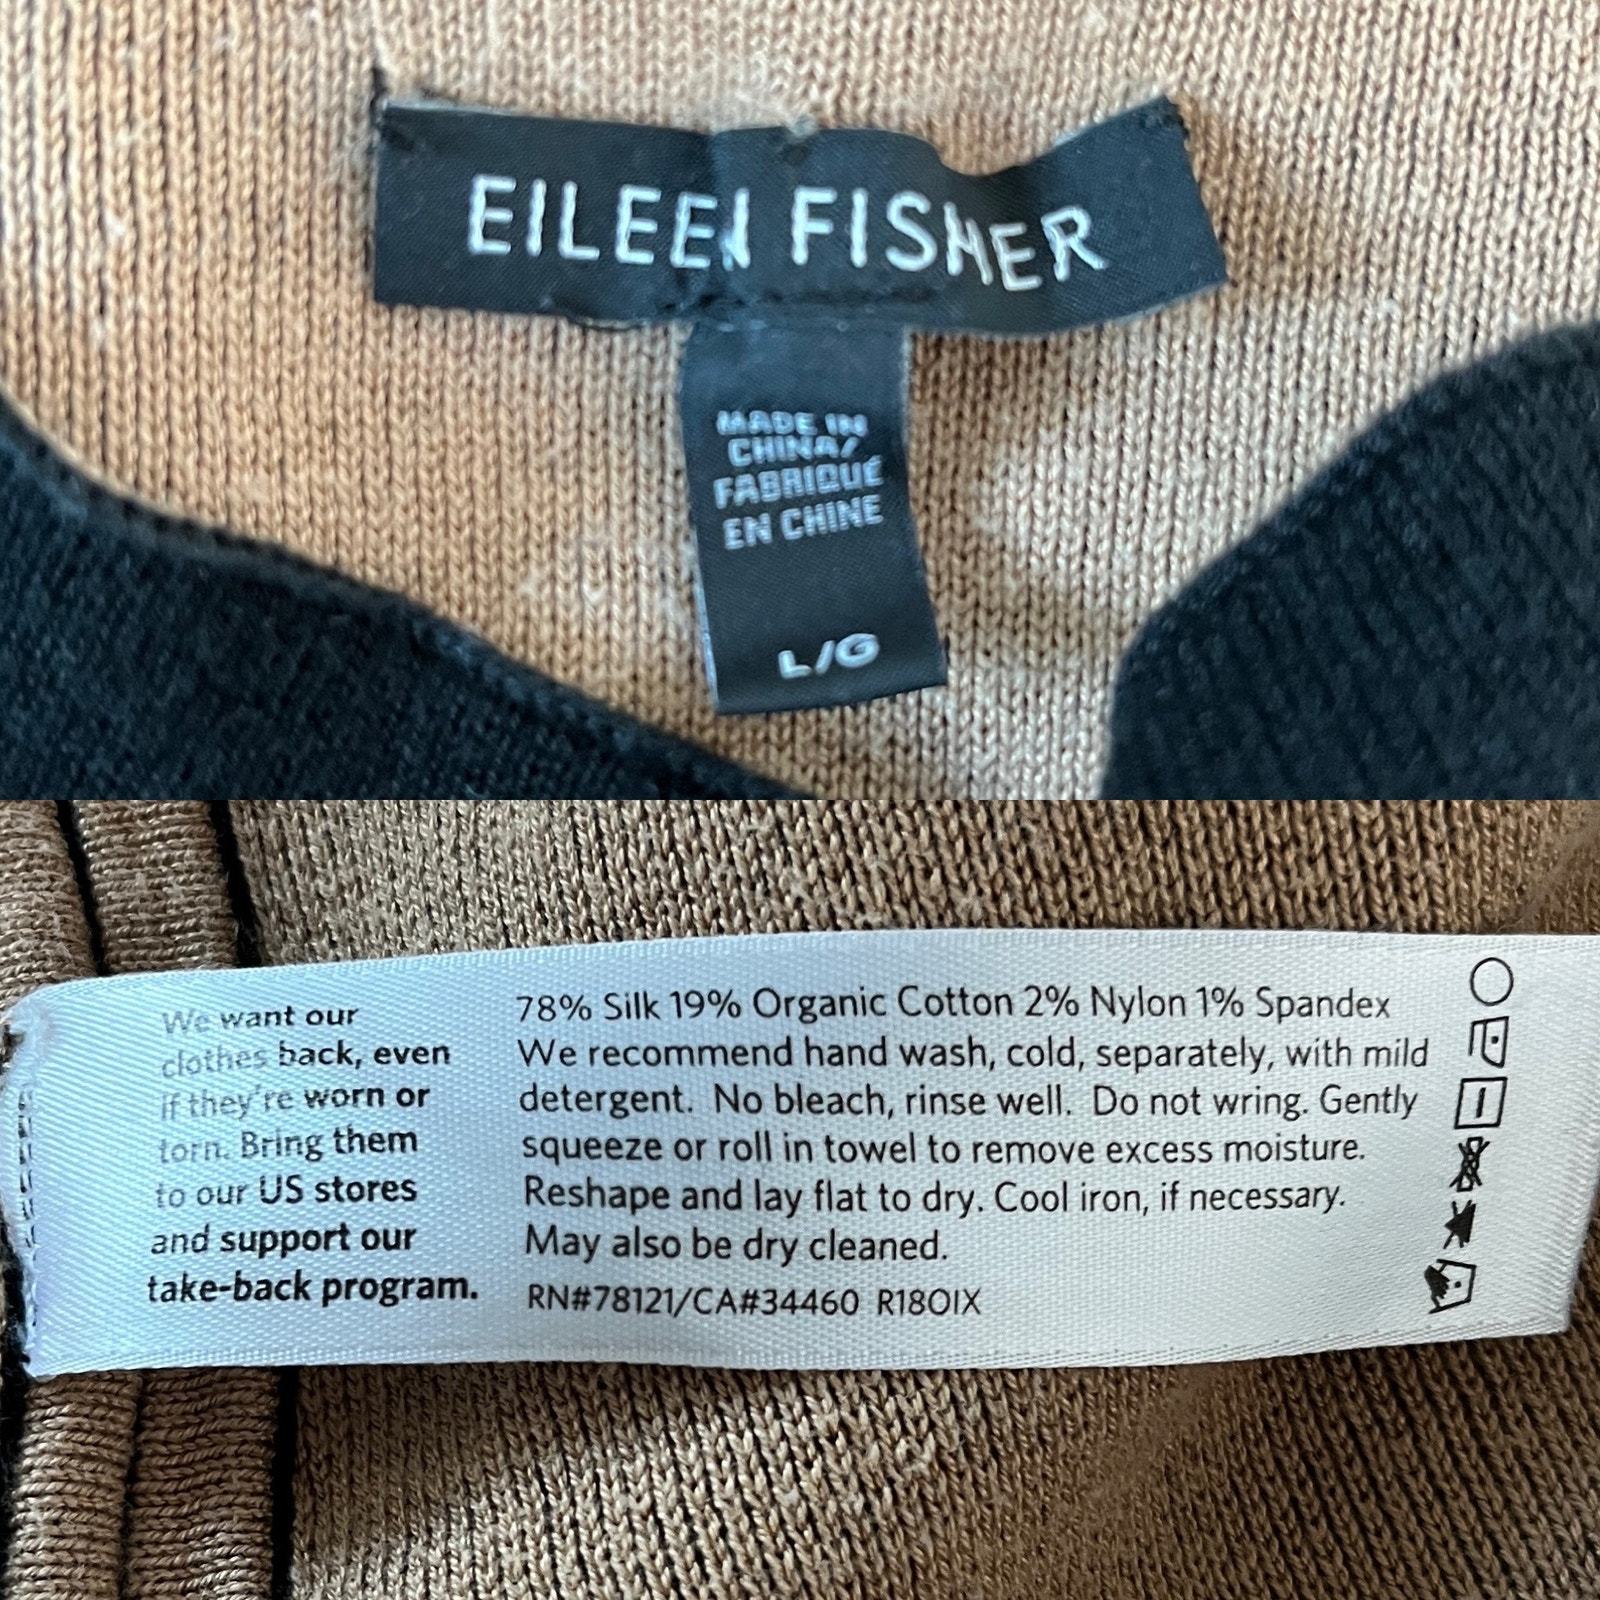 EILEEN FISHER
MADE IN
CHINA/
FABRIQUÉ
EN CHINE
L/G
We want our
clothes back, even
if they're worn or
torn. Bring them
to our US stores
and support our
take-back program.
78% Silk 19% Organic Cotton 2% Nylon 1% Spandex
We recommend hand wash, cold, separately, with mild
detergent. No bleach, rinse well. Do not wring. Gently
squeeze or roll in towel to remove excess moisture.
Reshape and lay flat to dry. Cool iron, if necessary.
May also be dry cleaned.
RN#78121/CA#34460 R18OIX